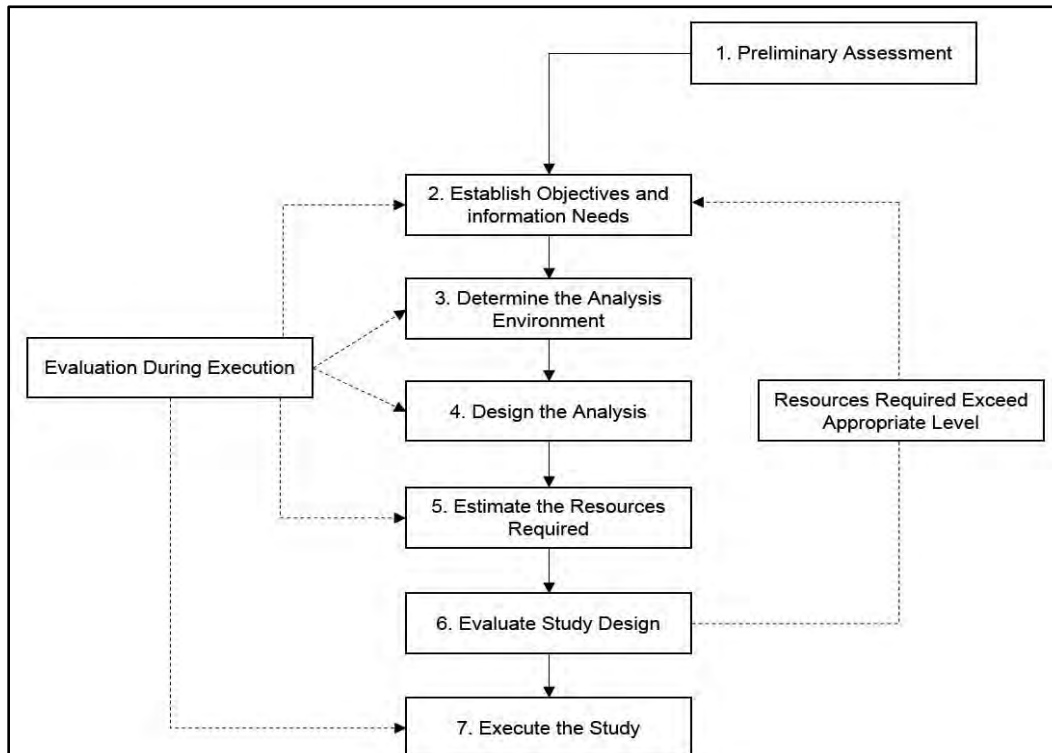 1. Preliminary Assessment
2. Establish Objectives and
information Needs
3. Determine the Analysis
Environment
Evaluation During Execution
4. Design the Analysis
Resources Required Exceed
Appropriate Level
5. Estimate the Resources
Required
6. Evaluate Study Design
7. Execute the Study